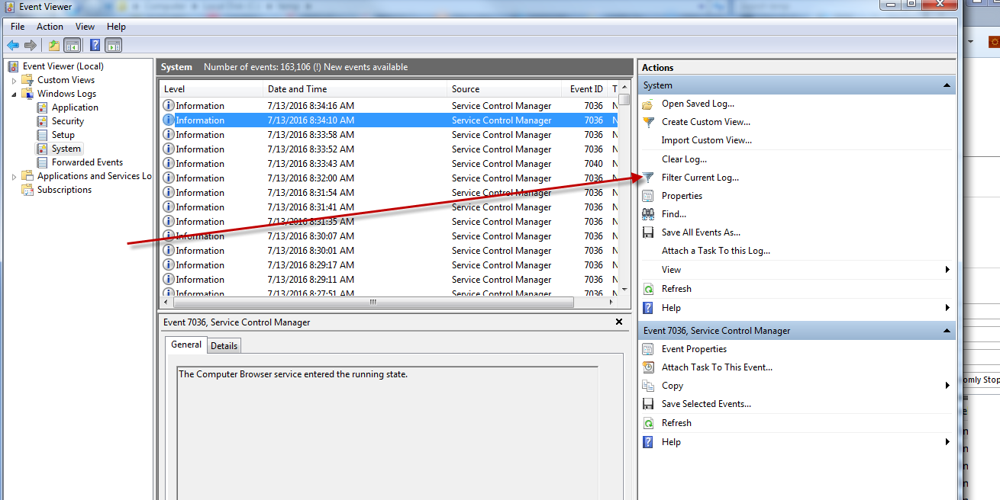 Event Viewer
File Action View Help
Event Viewer (Local)
Custom Views
Windows Logs
Application
Security
Setup
System
Forwarded Events
Applications and Services Lo
Subscriptions
System Number of events: 163,106 (!) New events available
Level Date and Time Source Event ID T
Information 7/13/2016 8:34:16 AM Service Control Manager 7036 N
Information 7/13/2016 8:34:10 AM Service Control Manager 7036 N
Information 7/13/2016 8:33:58 AM Service Control Manager 7036 N
Information 7/13/2016 8:33:52 AM Service Control Manager 7036 N
Information 7/13/2016 8:33:43 AM Service Control Manager 7040 N
Information 7/13/2016 8:32:00 AM Service Control Manager 7036 N
Information 7/13/2016 8:31:54 AM Service Control Manager 7036 N
Information 7/13/2016 8:31:41 AM Service Control Manager 7036 N
Information 7/13/2016 8:31:35 AM Service Control Manager 7036 N
Information 7/13/2016 8:30:07 AM Service Control Manager 7036 N
Information 7/13/2016 8:30:01 AM Service Control Manager 7036 N
Information 7/13/2016 8:29:17 AM Service Control Manager 7036 N
Information 7/13/2016 8:29:11 AM Service Control Manager 7036 N
Information 7/13/2016 8:27:51 AM Service Control Manager 7036 N
Event 7036, Service Control Manager
General Details
The Computer Browser service entered the running state.
Actions
System
Open Saved Log...
Create Custom View...
Import Custom View...
Clear Log...
Filter Current Log...
Properties
Find...
Save All Events As...
Attach a Task To this Log...
View
Refresh
Help
Event 7036, Service Control Manager
Event Properties
Attach Task To This Event...
Copy
Save Selected Events...
Refresh
Help
omly Stop